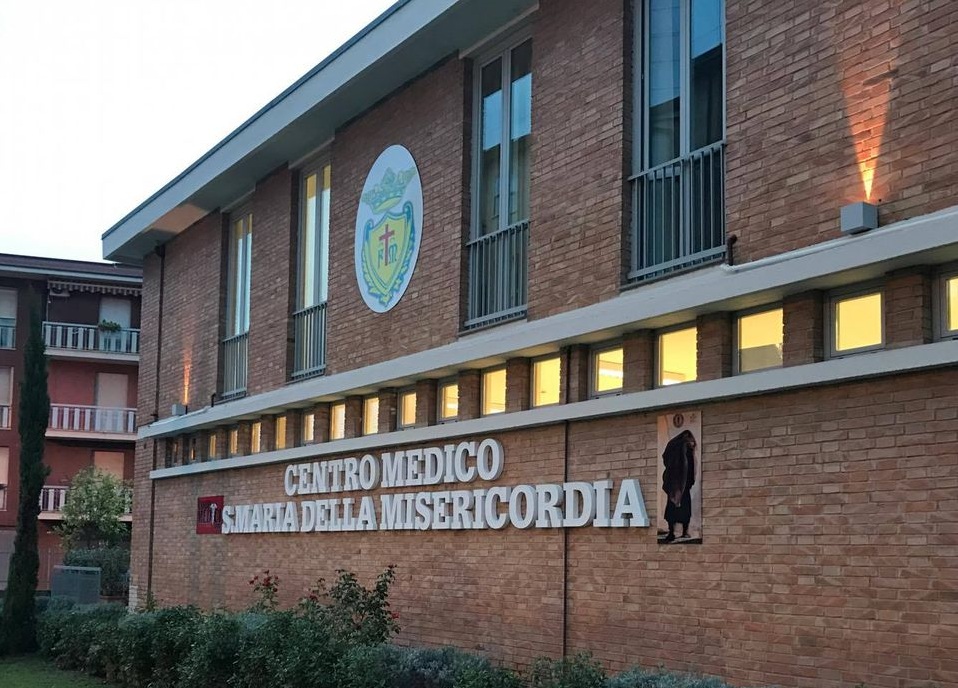 F M
CENTRO MEDICO
S.MARIA DELLA MISERICORDIA